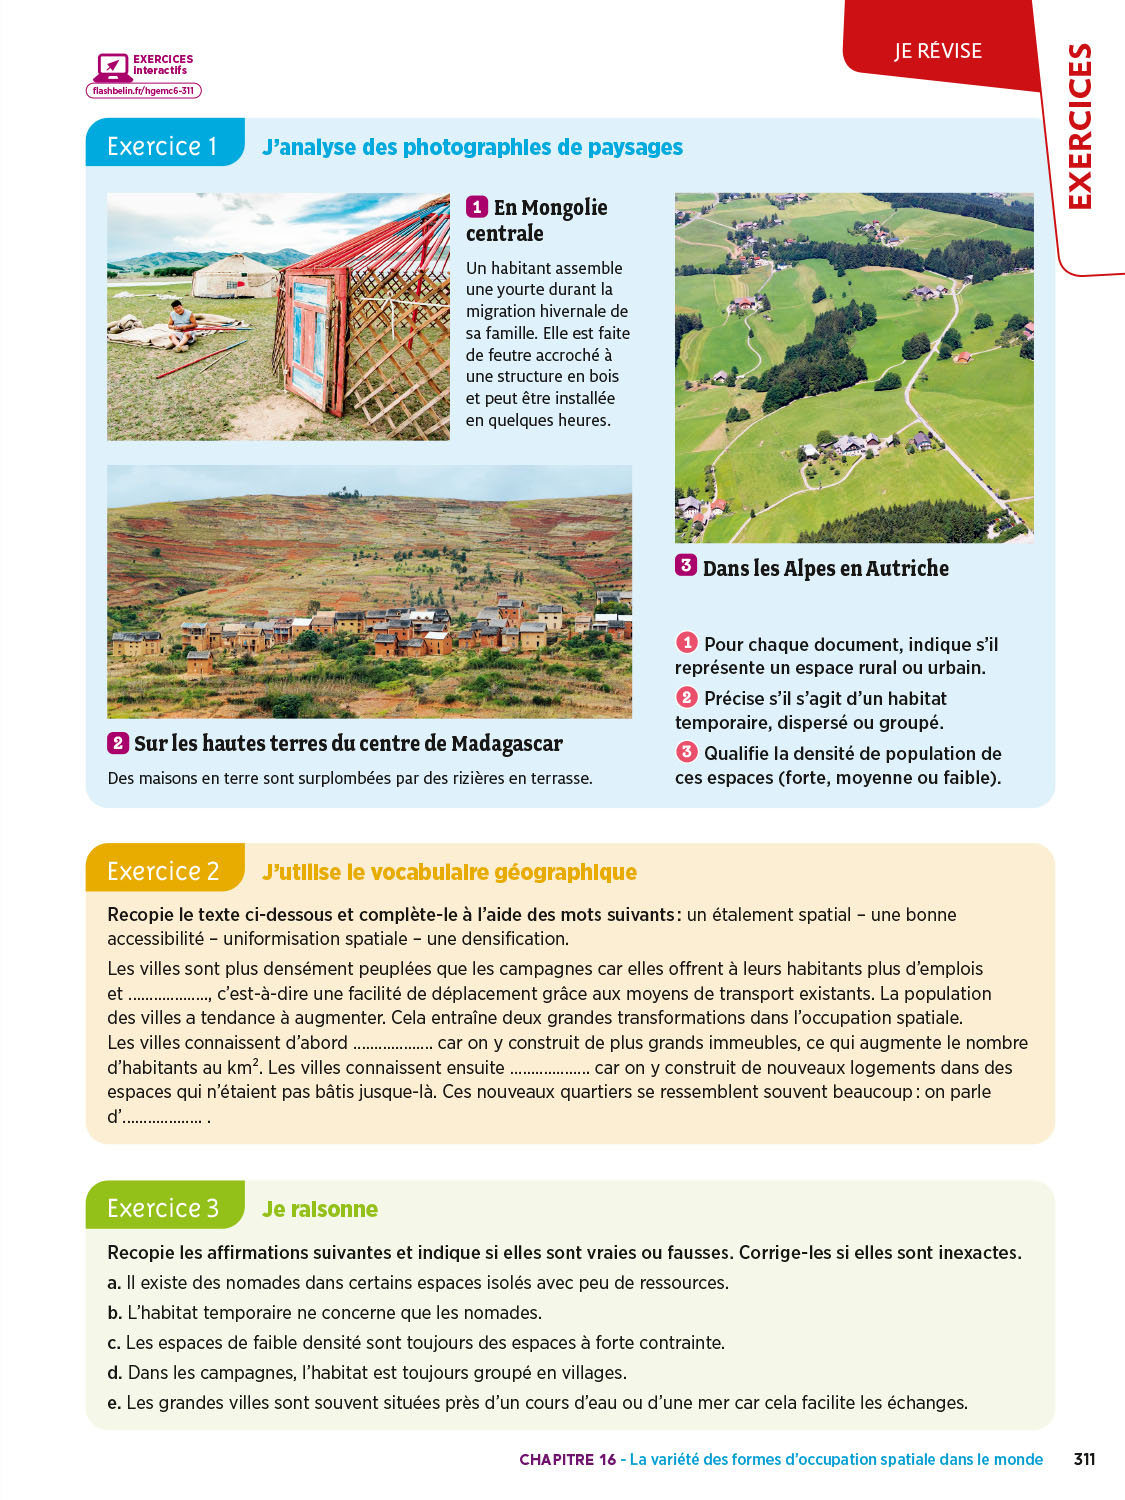 EXERCICES
interactifs
flashbelin.fr/hgemc6-311
JE RÉVISE
EXERCICES
Exercice 1
J'analyse des photographies de paysages
1 En Mongolie
centrale
Un habitant assemble
une yourte durant la
migration hivernale de
sa famille. Elle est faite
de feutre accroché à
une structure en bois
et peut être installée
en quelques heures.
2 Sur les hautes terres du centre de Madagascar
Des maisons en terre sont surplombées par des rizières en terrasse.
3 Dans les Alpes en Autriche
1 Pour chaque document, indique s'il
représente un espace rural ou urbain.
2 Précise s'il s'agit d'un habitat
temporaire, dispersé ou groupé.
3 Qualifie la densité de population de
ces espaces (forte, moyenne ou faible).
Exercice 2
J'utilise le vocabulaire géographique
Recopie le texte ci-dessous et complète-le à l'aide des mots suivants : un étalement spatial – une bonne
accessibilité – uniformisation spatiale – une densification.
Les villes sont plus densément peuplées que les campagnes car elles offrent à leurs habitants plus d'emplois
et ..................., c'est-à-dire une facilité de déplacement grâce aux moyens de transport existants. La population
des villes a tendance à augmenter. Cela entraîne deux grandes transformations dans l'occupation spatiale.
Les villes connaissent d'abord ................... car on y construit de plus grands immeubles, ce qui augmente le nombre
d'habitants au km². Les villes connaissent ensuite ................... car on y construit de nouveaux logements dans des
espaces qui n'étaient pas bâtis jusque-là. Ces nouveaux quartiers se ressemblent souvent beaucoup : on parle
d'................... .
Exercice 3
Je raisonne
Recopie les affirmations suivantes et indique si elles sont vraies ou fausses. Corrige-les si elles sont inexactes.
a. Il existe des nomades dans certains espaces isolés avec peu de ressources.
b. L'habitat temporaire ne concerne que les nomades.
c. Les espaces de faible densité sont toujours des espaces à forte contrainte.
d. Dans les campagnes, l'habitat est toujours groupé en villages.
e. Les grandes villes sont souvent situées près d'un cours d'eau ou d'une mer car cela facilite les échanges.
CHAPITRE 16 - La variété des formes d'occupation spatiale dans le monde 311